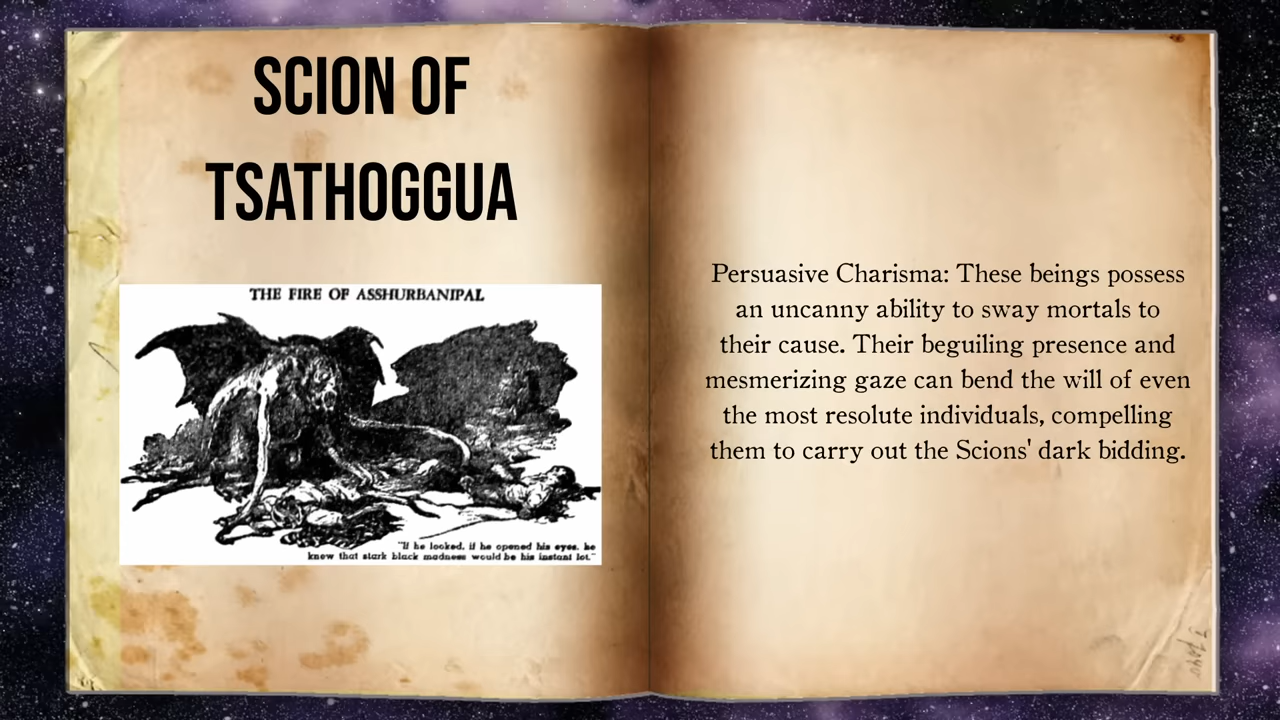 SCION OF
TSATHOGGUA
THE FIRE OF ASSHURBANIPAL
"If he looked, if he opened his eyes, he
knew that stark black madness would be his instant lot."
Persuasive Charisma: These beings possess
an uncanny ability to sway mortals to
their cause. Their beguiling presence and
mesmerizing gaze can bend the will of even
the most resolute individuals, compelling
them to carry out the Scions' dark bidding.